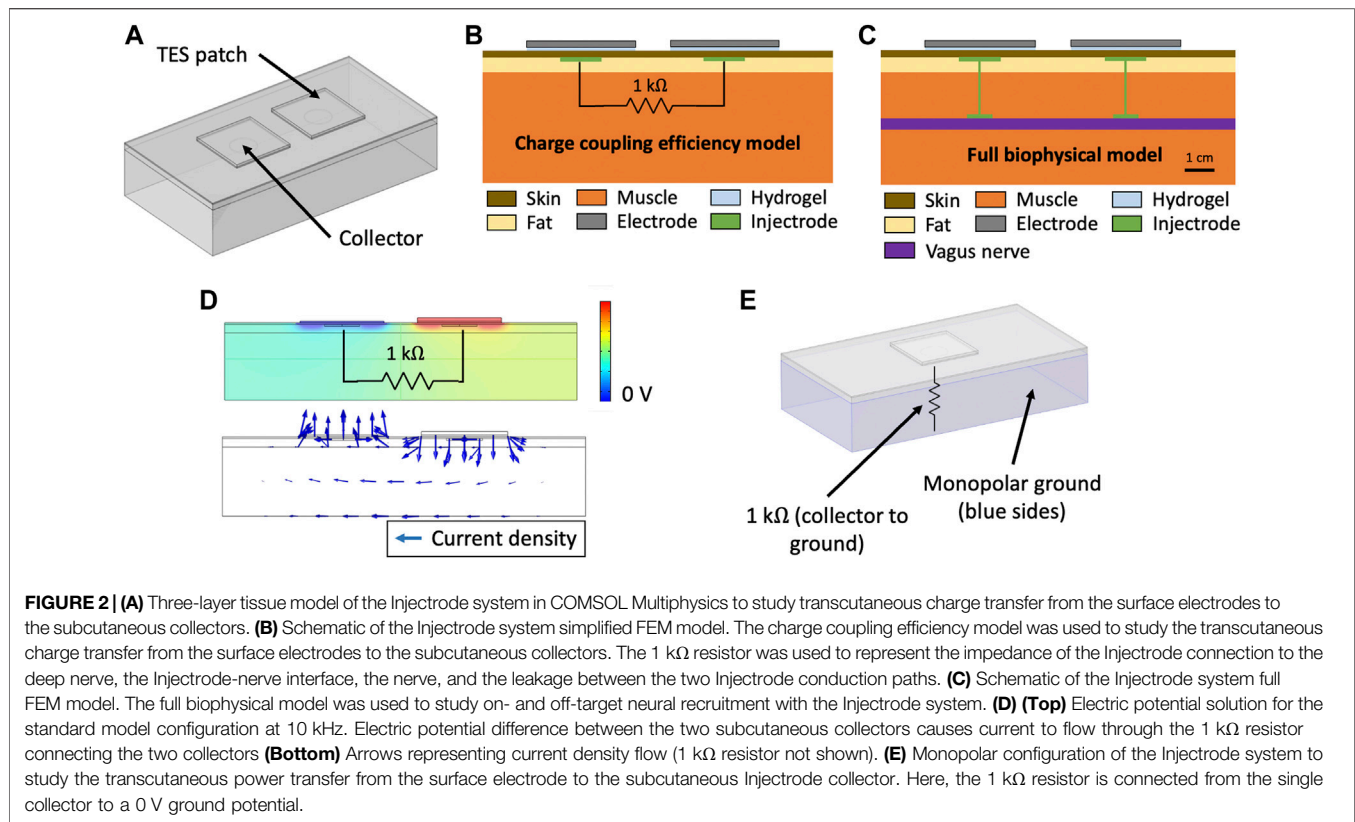 A
TES patch
Collector
B
1 kΩ
Charge coupling efficiency model
Skin
Muscle
Hydrogel
Fat
Electrode
Injectrode
C
Full biophysical model
1 cm
Skin
Muscle
Hydrogel
Fat
Electrode
Injectrode
Vagus nerve
D
1 kΩ
0 V
Current density
E
1 kΩ (collector to
ground)
Monopolar ground
(blue sides)
FIGURE 2 | (A) Three-layer tissue model of the Injectrode system in COMSOL Multiphysics to study transcutaneous charge transfer from the surface electrodes to
the subcutaneous collectors. (B) Schematic of the Injectrode system simplified FEM model. The charge coupling efficiency model was used to study the transcutaneous
charge transfer from the surface electrodes to the subcutaneous collectors. The 1 kΩ resistor was used to represent the impedance of the Injectrode connection to the
deep nerve, the Injectrode-nerve interface, the nerve, and the leakage between the two Injectrode conduction paths. (C) Schematic of the Injectrode system full
FEM model. The full biophysical model was used to study on- and off-target neural recruitment with the Injectrode system. (D) (Top) Electric potential solution for the
standard model configuration at 10 kHz. Electric potential difference between the two subcutaneous collectors causes current to flow through the 1 kΩ resistor
connecting the two collectors (Bottom) Arrows representing current density flow (1 kΩ resistor not shown). (E) Monopolar configuration of the Injectrode system to
study the transcutaneous power transfer from the surface electrode to the subcutaneous Injectrode collector. Here, the 1 kΩ resistor is connected from the single
collector to a 0 V ground potential.